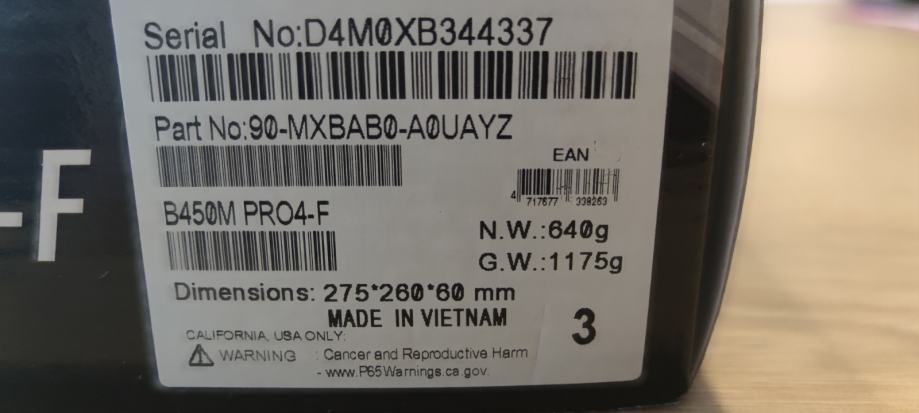 Serial No:D4M0XB344337
Part No:90-MXBAB0-A0UAYZ
EAN
4 717677 338263
B450M PRO4-F
N.W.:640g
G.W.:1175g
Dimensions: 275*260*60 mm
MADE IN VIETNAM
3
CALIFORNIA, USA ONLY:
WARNING : Cancer and Reproductive Harm
- www.P65Warnings.ca.gov.
-F